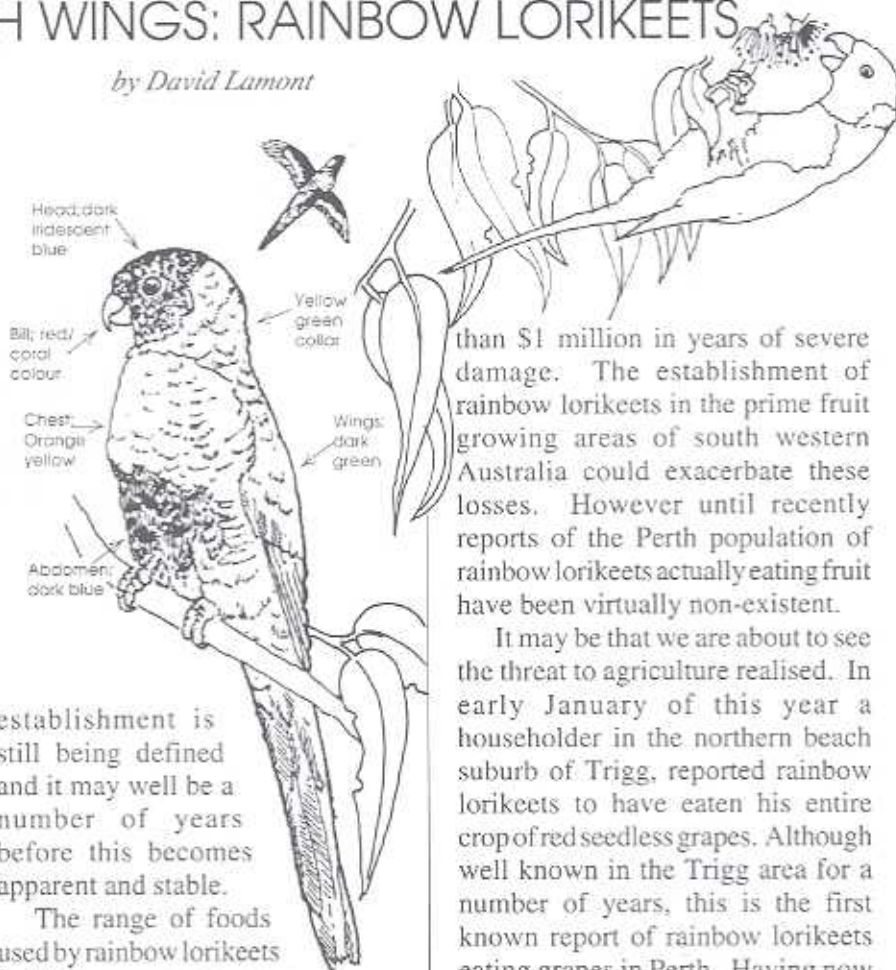 H WINGS: RAINBOW LORIKEETS
by David Lamont
Head; dark
iridescent
blue
Bill; red/
coral
colour
Yellow
green
collar
Chest;
Orange
yellow
Wings;
dark
green
Abdomen;
dark blue
establishment is
still being defined
and it may well be a
number of years
before this becomes
apparent and stable.
The range of foods
used by rainbow lorikeets
than $1 million in years of severe
damage. The establishment of
rainbow lorikeets in the prime fruit
growing areas of south western
Australia could exacerbate these
losses. However until recently
reports of the Perth population of
rainbow lorikeets actually eating fruit
have been virtually non-existent.
It may be that we are about to see
the threat to agriculture realised. In
early January of this year a
householder in the northern beach
suburb of Trigg, reported rainbow
lorikeets to have eaten his entire
crop of red seedless grapes. Although
well known in the Trigg area for a
number of years, this is the first
known report of rainbow lorikeets
eating grapes in Perth. Having now